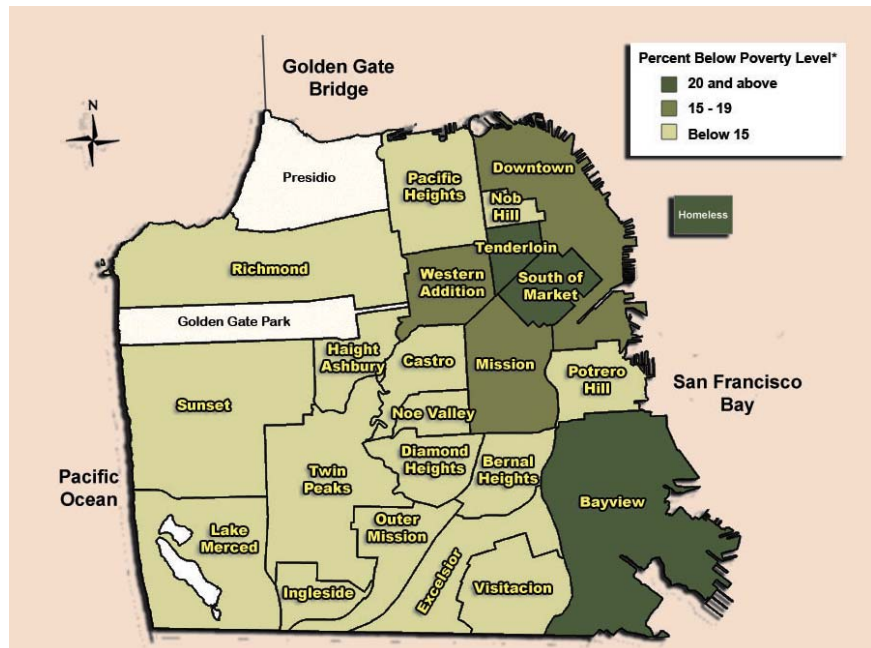 Golden Gate
Bridge
Percent Below Poverty Level*
20 and above
15 - 19
Below 15
N
Presidio
Pacific
Heights
Downtown
Nob
Hill
Homeless
Tenderloin
Richmond
Western
Addition
South of
Market
Golden Gate Park
Haight
Ashbury
Castro
Mission
Potrero
Hill
San Francisco
Bay
Sunset
Noe Valley
Diamond
Heights
Bernal
Heights
Twin
Peaks
Pacific
Ocean
Bayview
Lake
Merced
Outer
Mission
Excelsior
Ingleside
Visitacion